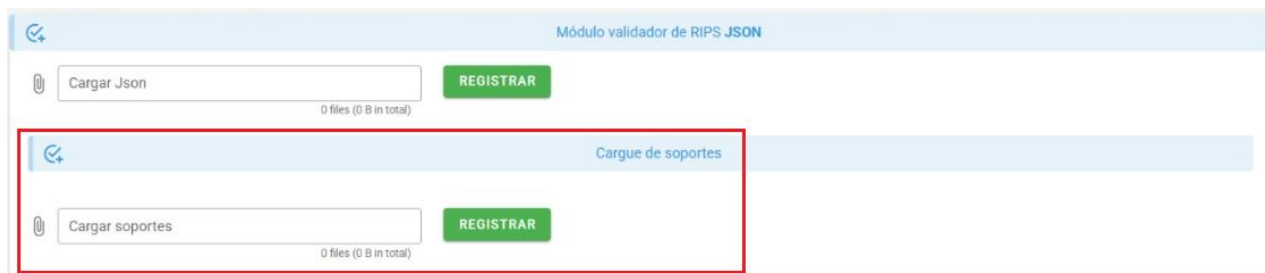 Módulo validador de RIPS JSON
Cargar Json
REGISTRAR
0 files (0 B in total)
Cargue de soportes
Cargar soportes
REGISTRAR
0 files (0 B in total)